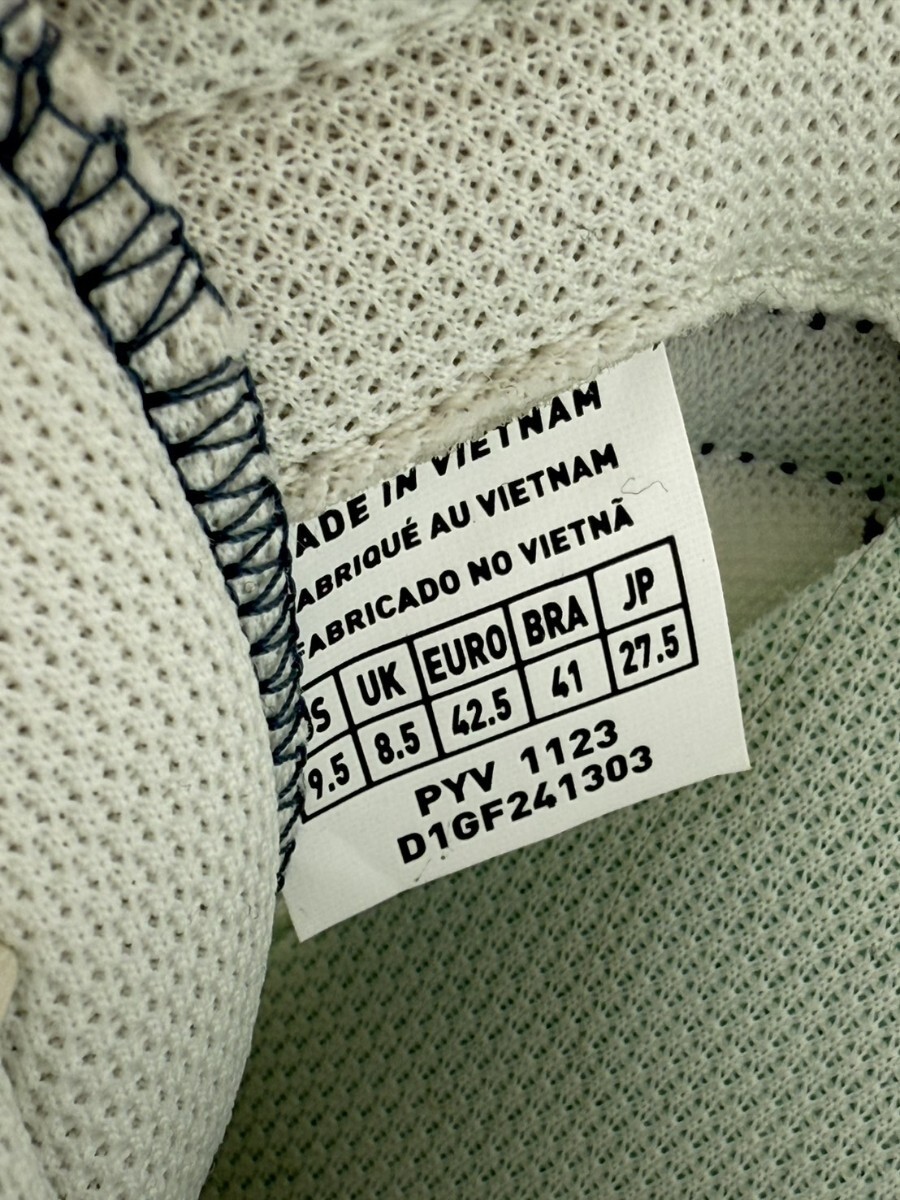 ADE IN VIETNAM
ABRIQUÉ AU VIETNAM
FABRICADO NO VIETNÃ
US UK EURO BRA JP
9.5 8.5 42.5 41 27.5
PYV 1123
D1GF241303